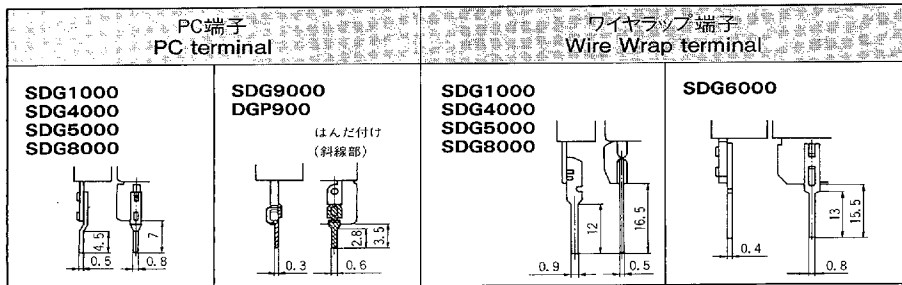 PC端子
PC terminal
ワイヤラップ端子
Wire Wrap terminal
SDG1000
SDG4000
SDG5000
SDG8000
4.5
7
0.5
0.8
SDG9000
DGP900
はんだ付け
(斜線部)
2.8
3.5
0.3
0.6
SDG1000
SDG4000
SDG5000
SDG8000
12
16.5
0.9
0.5
SDG6000
13
15.5
0.4
0.8